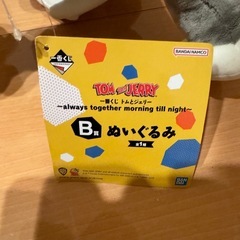 一番くじ
BANDAI NAMCO
TOM AND JERRY
一番くじ トムとジェリー
~always together morning till night~
B賞 ぬいぐるみ
全1種
BANDAI